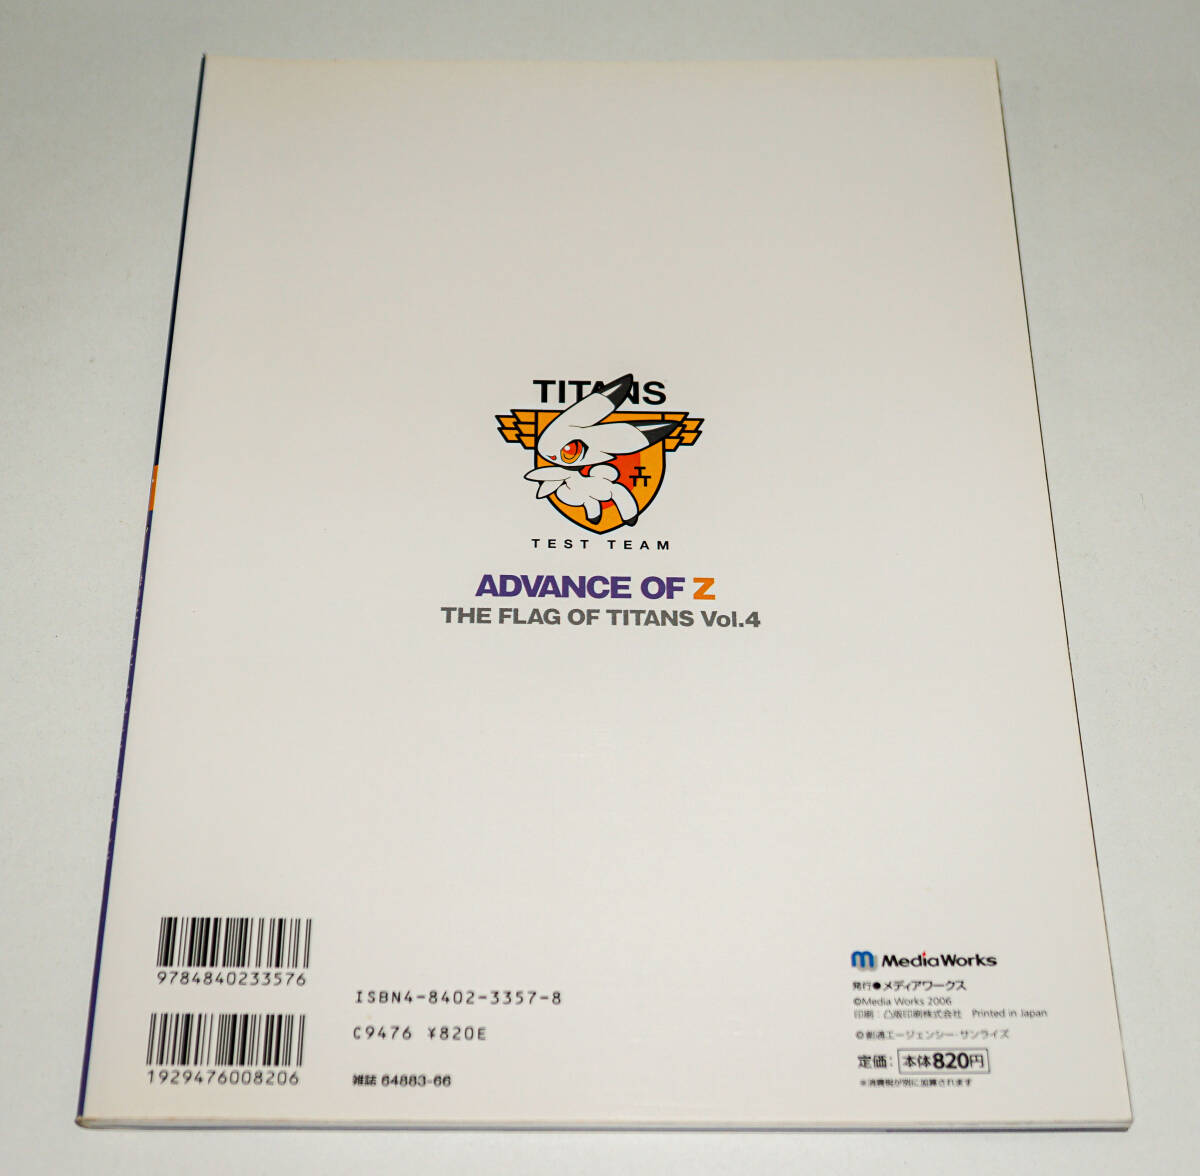 TITANS
TEST TEAM
ADVANCE OF Z
THE FLAG OF TITANS Vol.4
9784840233576
1929476008206
ISBN4-8402-3357-8
C9476 ¥820E
雑誌 64883-66
m MediaWorks
発行●メディアワークス
©Media Works 2006
印刷：凸版印刷株式会社 Printed in Japan
©創通エージェンシー・サンライズ
定価：本体820円
※消費税が別に加算されます